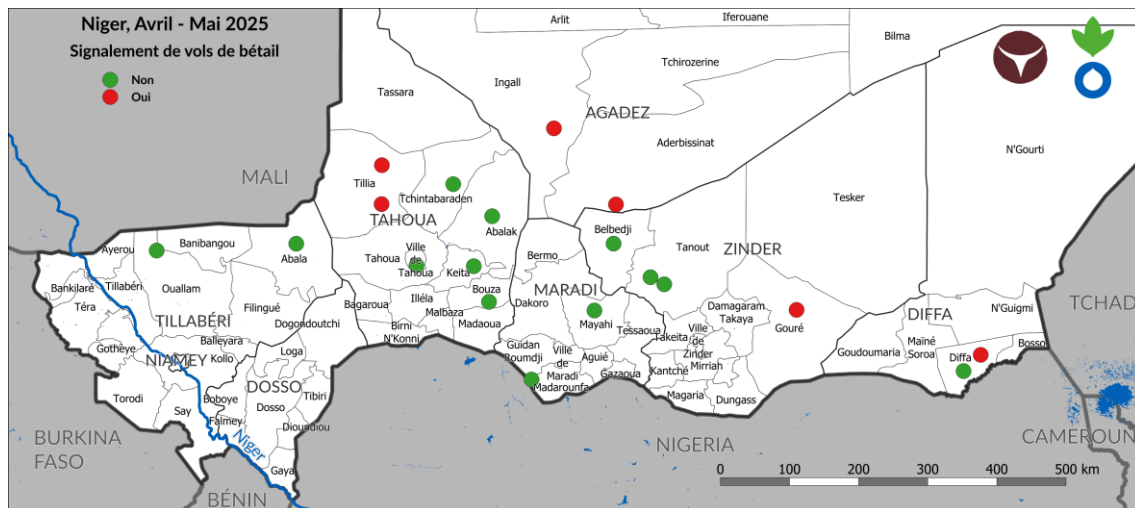 Niger, Avril - Mai 2025
Signalement de vols de bétail
Non
Oui
Arlit
Iferouane
Bilma
Tchirozerine
Ingall
Tassara
AGADEZ
Aderbissinat
N'Gourti
MALI
Tillia
Tchintabaraden
Tesker
TAHOUA
Abalak
Belbedji
Tanout
ZINDER
Ayerou
Banibangou
Abala
Tahoua
Ville
de
Tahoua
Keita
Bermo
Bankilaré
Tillabéri
Ouallam
Bouza
MARADI
Téra
Filingué
Bagaroua
Illéla
Malbaza
Dakoro
Damagaram
Takaya
N'Guigmi
TCHAD
TILLABÉRI
Dogondoutchi
Birni
N'Konni
Madaoua
Mayahi
Tessaoua
Takeita
Ville
de
Zinder
Gouré
DIFFA
Gotheye
Balleyara
Guidan
Roumdji
Ville
de
Maradi
Aguié
Mirriah
Goudoumaria
Maïné
Soroa
Diffa
Bosso
NIAMEY
Kollo
Loga
Madarounfa
Gazaoua
Kantché
Torodi
DOSSO
Boboye
Tibiri
Magaria
Dungass
Say
Dosso
Falmey
Dioundiou
BURKINA
FASO
Niger
Gaya
NIGERIA
CAMEROUN
BÉNIN
0 100 200 300 400 500 km